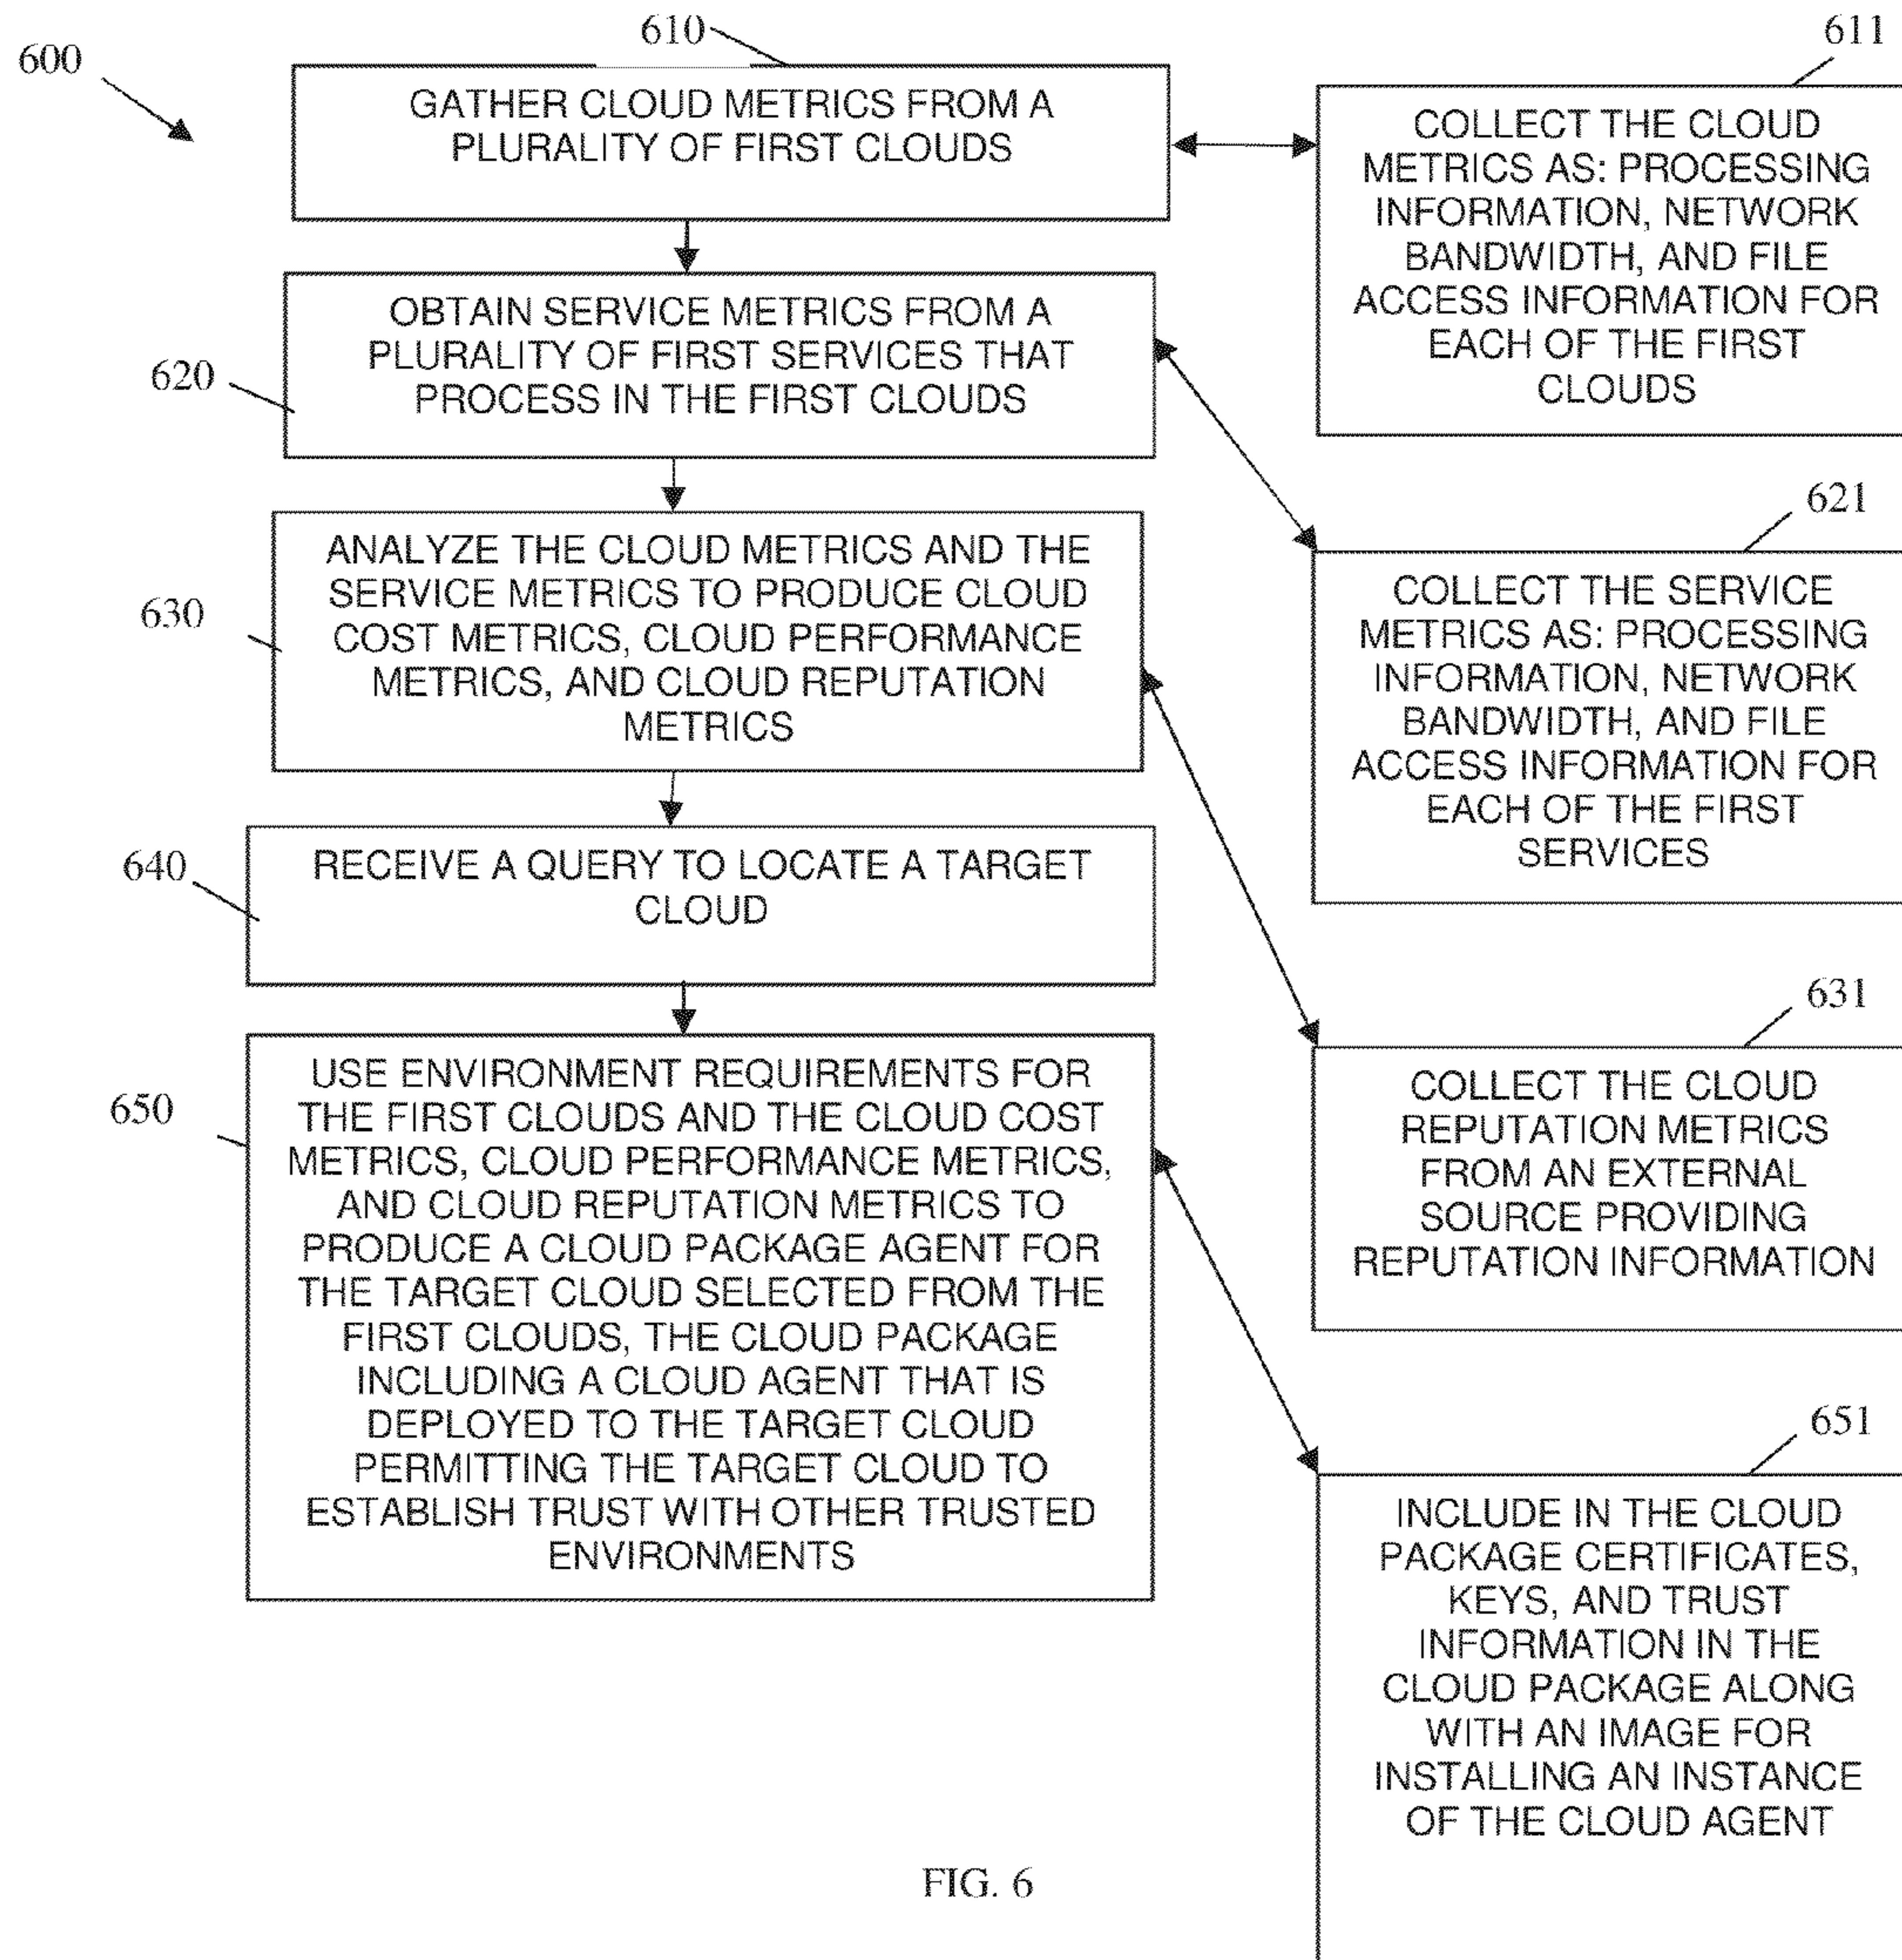 600
610
GATHER CLOUD METRICS FROM A
PLURALITY OF FIRST CLOUDS
611
COLLECT THE CLOUD
METRICS AS: PROCESSING
INFORMATION, NETWORK
BANDWIDTH, AND FILE
ACCESS INFORMATION FOR
EACH OF THE FIRST
CLOUDS
620
OBTAIN SERVICE METRICS FROM A
PLURALITY OF FIRST SERVICES THAT
PROCESS IN THE FIRST CLOUDS
621
COLLECT THE SERVICE
METRICS AS: PROCESSING
INFORMATION, NETWORK
BANDWIDTH, AND FILE
ACCESS INFORMATION FOR
EACH OF THE FIRST
SERVICES
630
ANALYZE THE CLOUD METRICS AND THE
SERVICE METRICS TO PRODUCE CLOUD
COST METRICS, CLOUD PERFORMANCE
METRICS, AND CLOUD REPUTATION
METRICS
631
COLLECT THE CLOUD
REPUTATION METRICS
FROM AN EXTERNAL
SOURCE PROVIDING
REPUTATION INFORMATION
640
RECEIVE A QUERY TO LOCATE A TARGET
CLOUD
650
USE ENVIRONMENT REQUIREMENTS FOR
THE FIRST CLOUDS AND THE CLOUD COST
METRICS, CLOUD PERFORMANCE METRICS,
AND CLOUD REPUTATION METRICS TO
PRODUCE A CLOUD PACKAGE AGENT FOR
THE TARGET CLOUD SELECTED FROM THE
FIRST CLOUDS, THE CLOUD PACKAGE
INCLUDING A CLOUD AGENT THAT IS
DEPLOYED TO THE TARGET CLOUD
PERMITTING THE TARGET CLOUD TO
ESTABLISH TRUST WITH OTHER TRUSTED
ENVIRONMENTS
651
INCLUDE IN THE CLOUD
PACKAGE CERTIFICATES,
KEYS, AND TRUST
INFORMATION IN THE
CLOUD PACKAGE ALONG
WITH AN IMAGE FOR
INSTALLING AN INSTANCE
OF THE CLOUD AGENT
FIG. 6